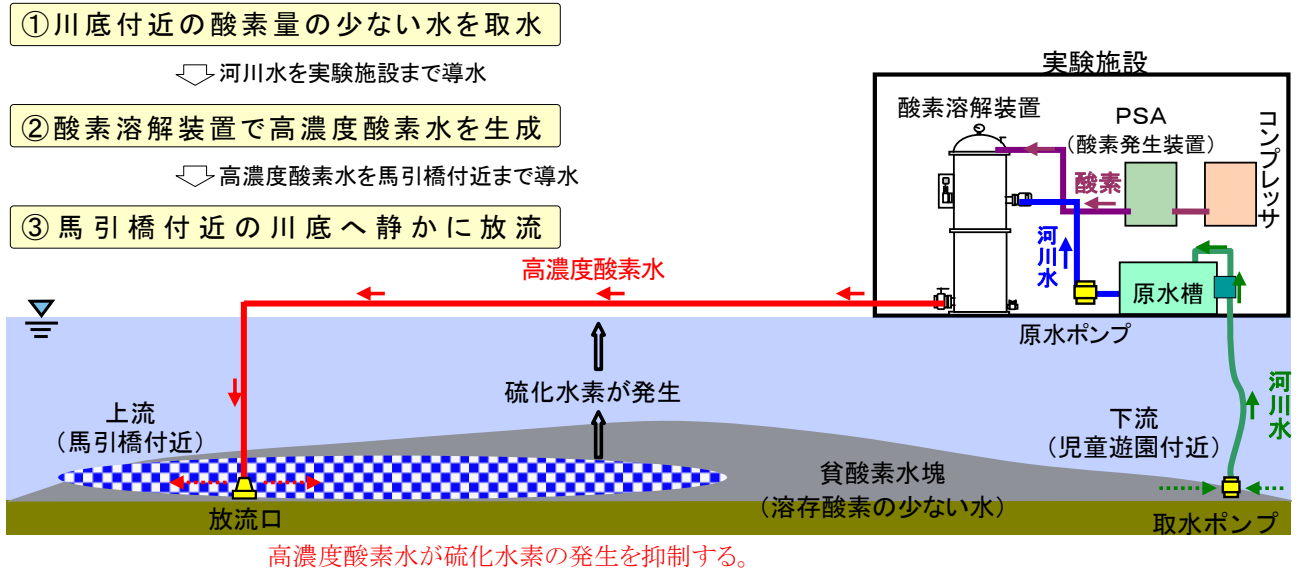 ①川底付近の酸素量の少ない水を取水
河川水を実験施設まで導水
②酸素溶解装置で高濃度酸素水を生成
高濃度酸素水を馬引橋付近まで導水
③馬引橋付近の川底へ静かに放流
実験施設
酸素溶解装置
PSA
（酸素発生装置）
コンプレッサ
酸素
河川水
原水槽
原水ポンプ
高濃度酸素水
硫化水素が発生
上流
（馬引橋付近）
下流
（児童遊園付近）
河川水
貧酸素水塊
（溶存酸素の少ない水）
放流口
取水ポンプ
高濃度酸素水が硫化水素の発生を抑制する。